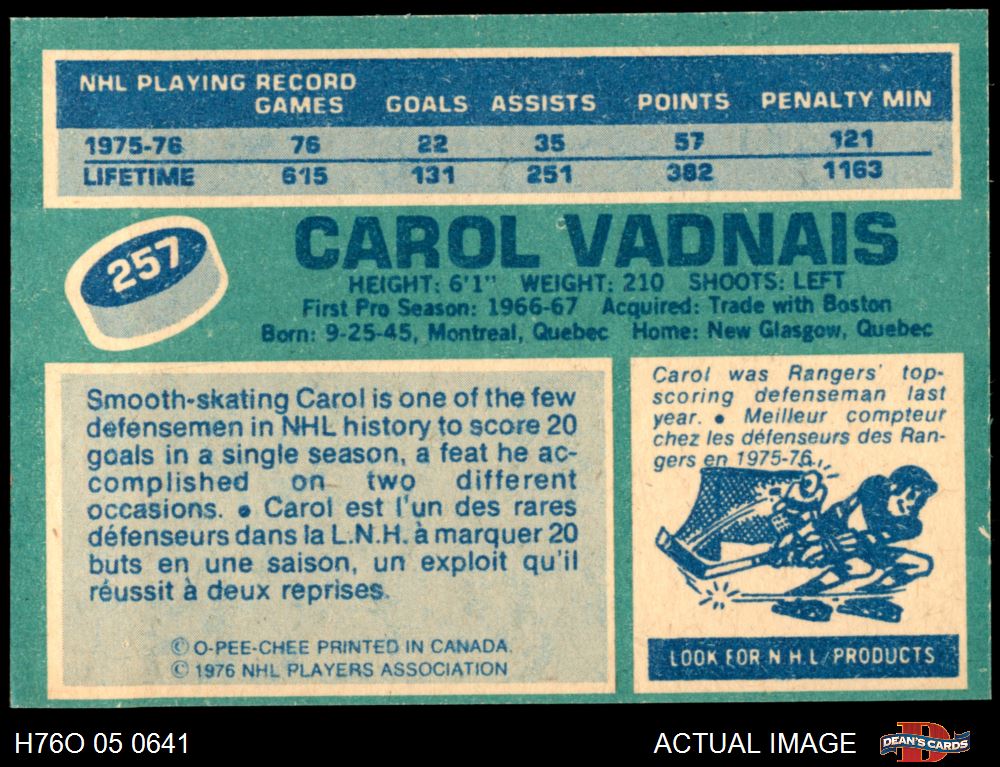 NHL PLAYING RECORD
GAMES GOALS ASSISTS POINTS PENALTY MIN
1975-76 76 22 35 57 121
LIFETIME 615 131 251 382 1163
257
CAROL VADNAIS
HEIGHT: 6'1" WEIGHT: 210 SHOOTS: LEFT
First Pro Season: 1966-67 Acquired: Trade with Boston
Born: 9-25-45, Montreal, Quebec Home: New Glasgow, Quebec
Smooth-skating Carol is one of the few
defensemen in NHL history to score 20
goals in a single season, a feat he ac-
complished on two different
occasions. • Carol est l'un des rares
défenseurs dans la L.N.H. à marquer 20
buts en une saison, un exploit qu'il
réussit à deux reprises.
© O-PEE-CHEE PRINTED IN CANADA.
© 1976 NHL PLAYERS ASSOCIATION
Carol was Rangers' top-
scoring defenseman last
year. • Meilleur compteur
chez les défenseurs des Ran-
gers en 1975-76.
LOOK FOR N.H.L. PRODUCTS
H76O 05 0641
ACTUAL IMAGE
D
DEAN'S CARDS